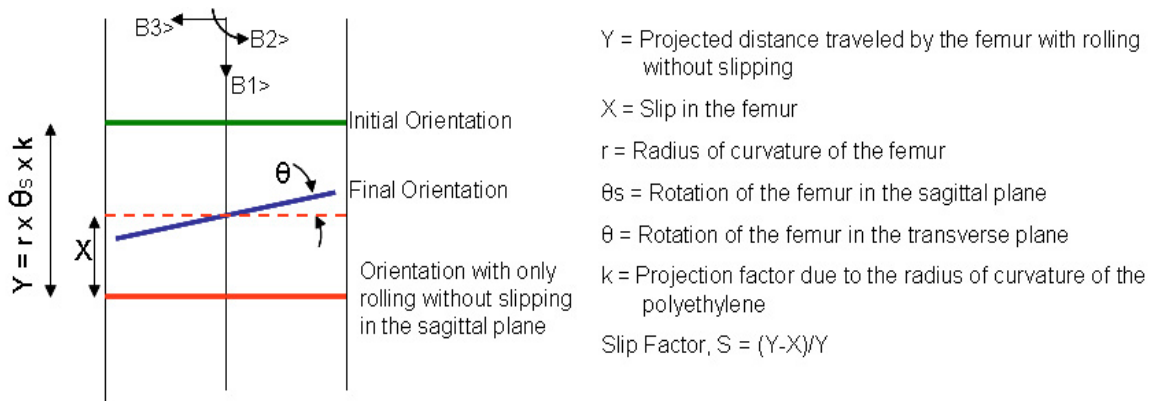 B3>
B2>
B1>
Initial Orientation
θ
Final Orientation
Y = r x θs x k
X
Orientation with only
rolling without slipping
in the sagittal plane
Y = Projected distance traveled by the femur with rolling
without slipping
X = Slip in the femur
r = Radius of curvature of the femur
θs = Rotation of the femur in the sagittal plane
θ = Rotation of the femur in the transverse plane
k = Projection factor due to the radius of curvature of the
polyethylene
Slip Factor, S = (Y-X)/Y